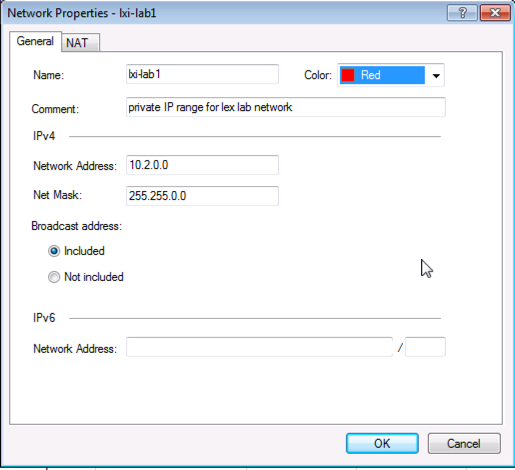 Network Properties - lxi-lab1
General NAT
Name: lxi-lab1 Color: Red
Comment: private IP range for lex lab network
IPv4
Network Address: 10.2.0.0
Net Mask: 255.255.0.0
Broadcast address:
Included
Not included
IPv6
Network Address: /
OK Cancel